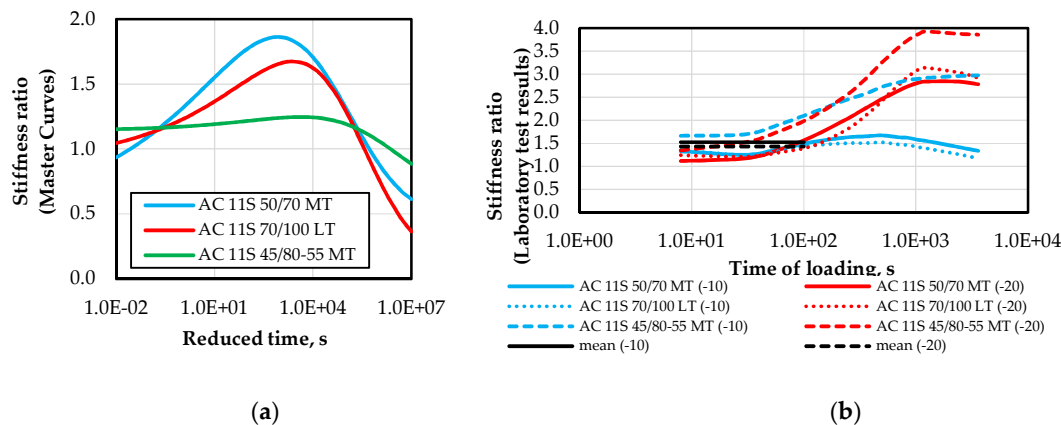 Stiffness ratio
(Master Curves)
2.0
1.5
1.0
0.5
0.0
AC 11S 50/70 MT
AC 11S 70/100 LT
AC 11S 45/80-55 MT
1.0E-02
1.0E+01
1.0E+04
1.0E+07
Reduced time, s
(a)
Stiffness ratio
(Laboratory test results)
4.0
3.5
3.0
2.5
2.0
1.5
1.0
0.5
0.0
1.0E+00
1.0E+01
1.0E+02
1.0E+03
1.0E+04
Time of loading, s
AC 11S 50/70 MT (-10)
AC 11S 50/70 MT (-20)
AC 11S 70/100 LT (-10)
AC 11S 70/100 LT (-20)
AC 11S 45/80-55 MT (-10)
AC 11S 45/80-55 MT (-20)
mean (-10)
mean (-20)
(b)